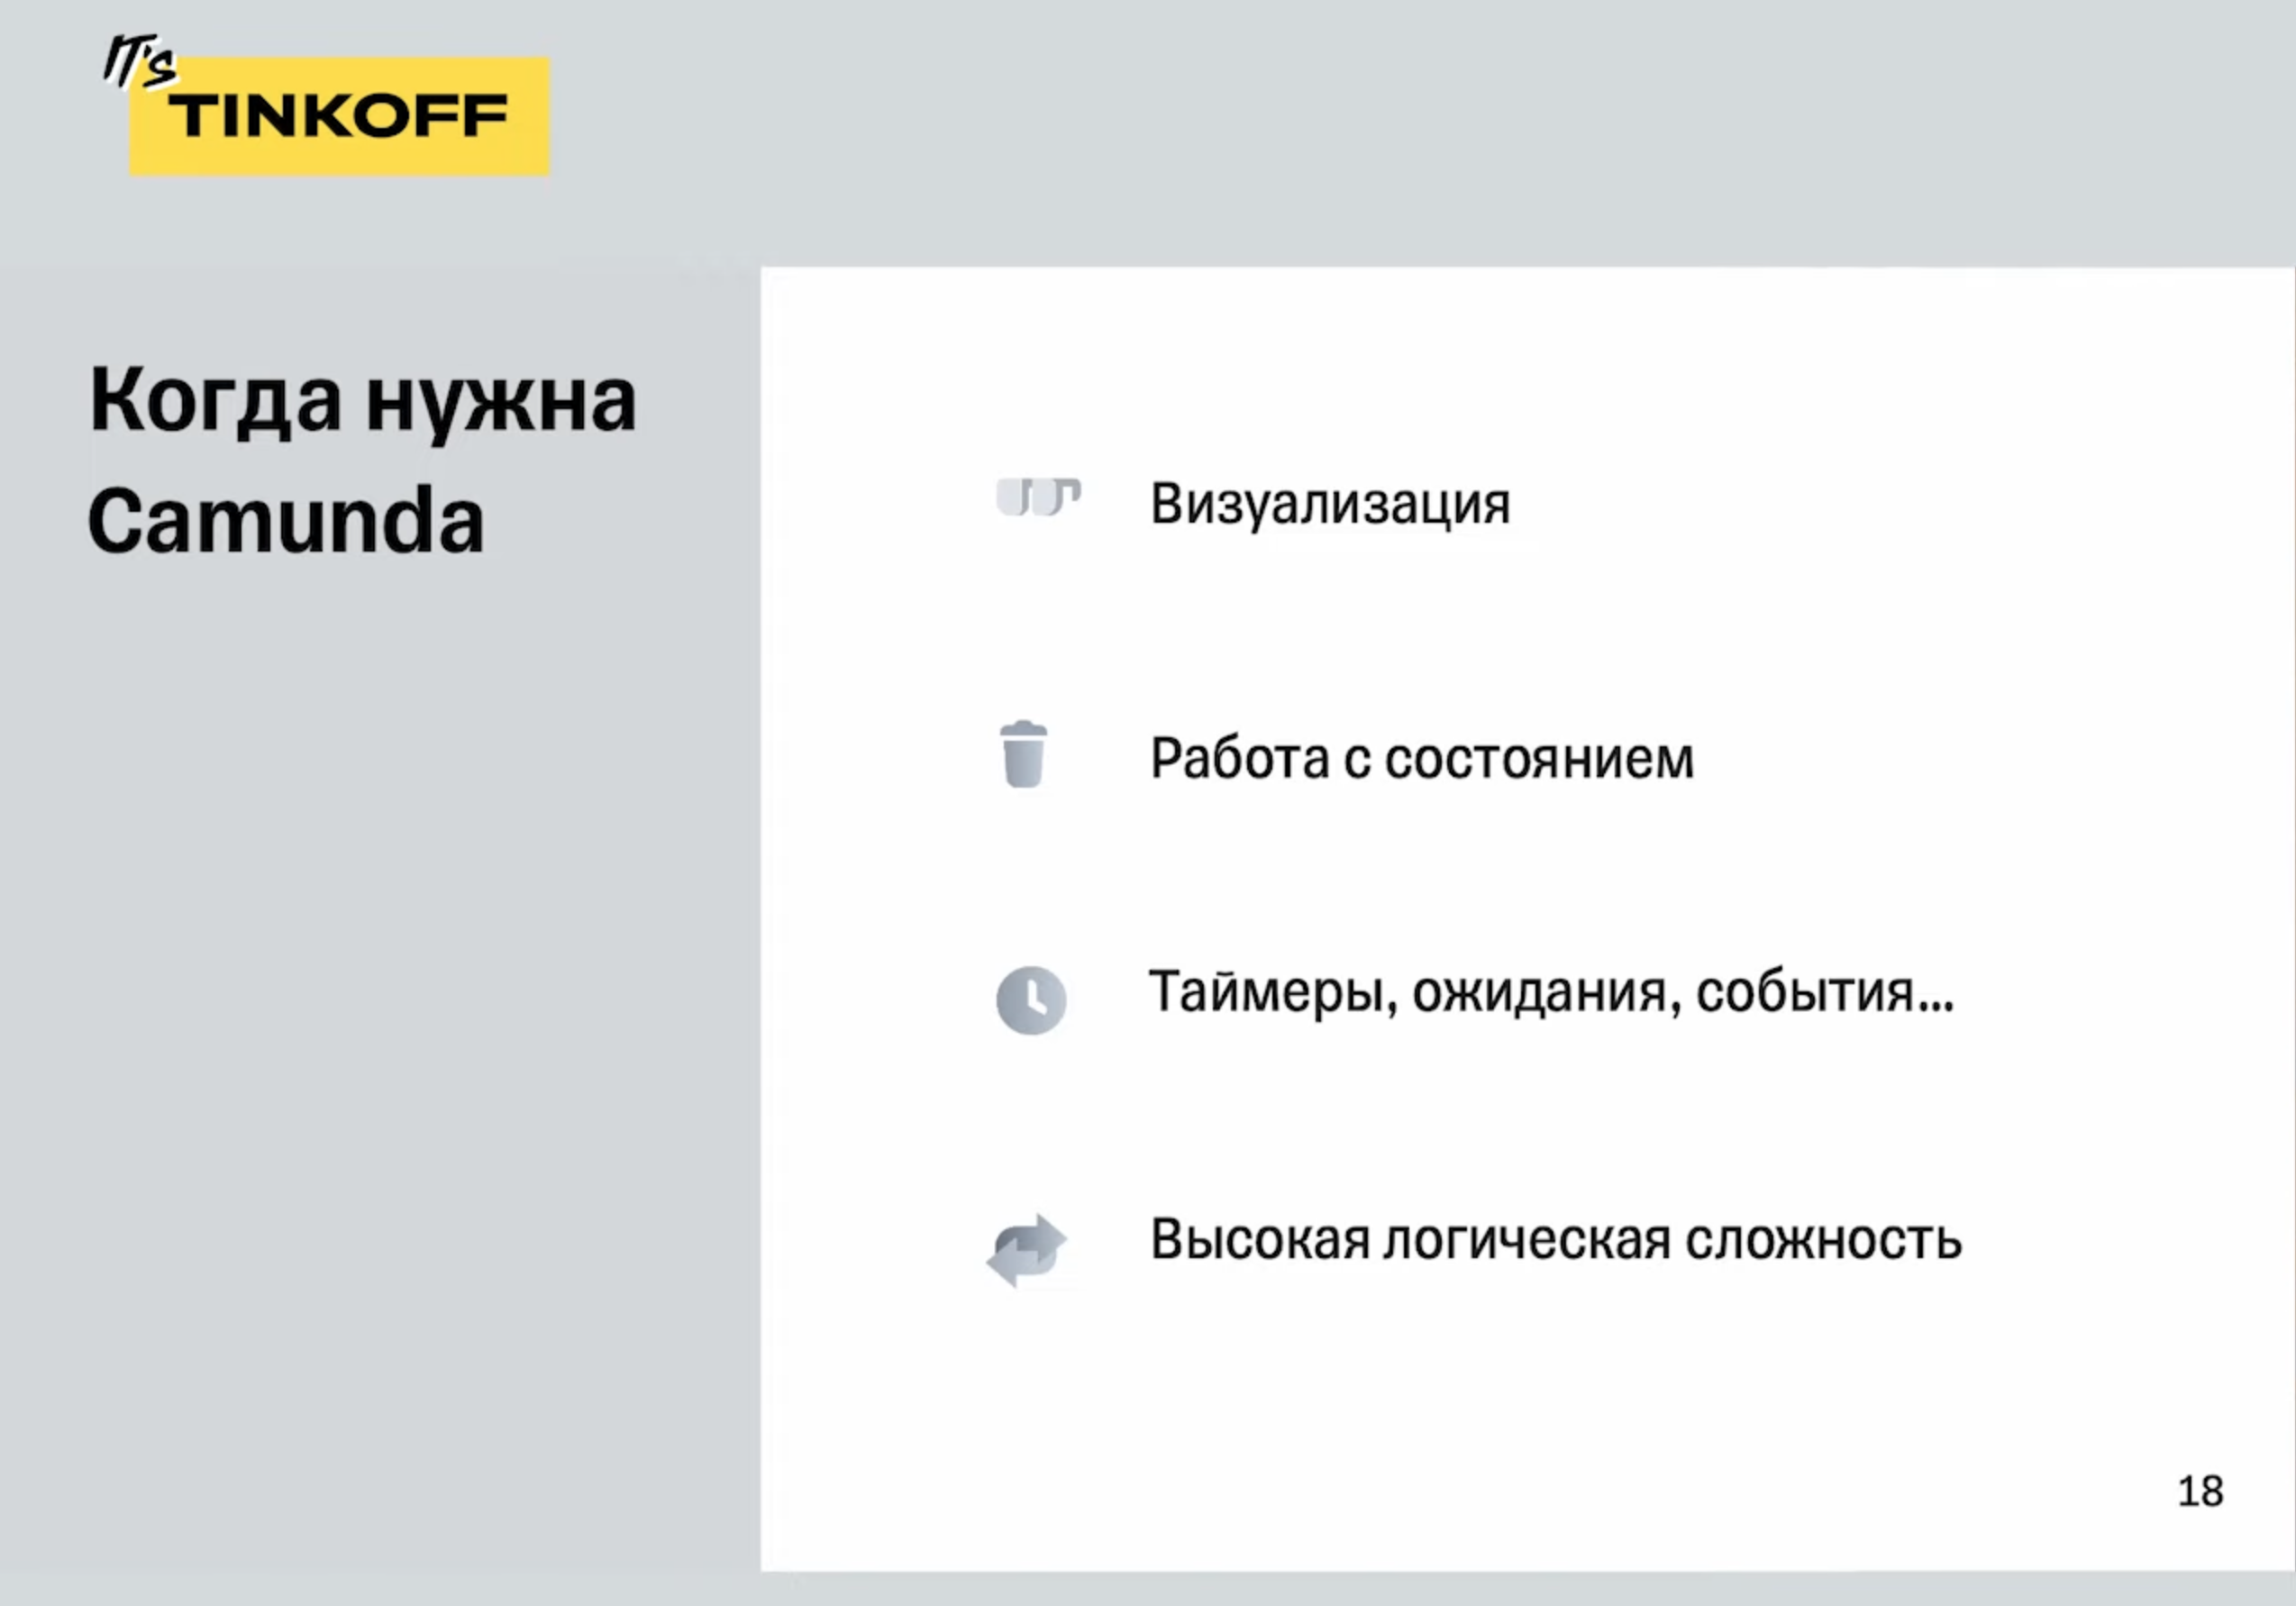 IT's
TINKOFF
Когда нужна
Camunda
Визуализация
Работа с состоянием
Таймеры, ожидания, события...
Высокая логическая сложность
18